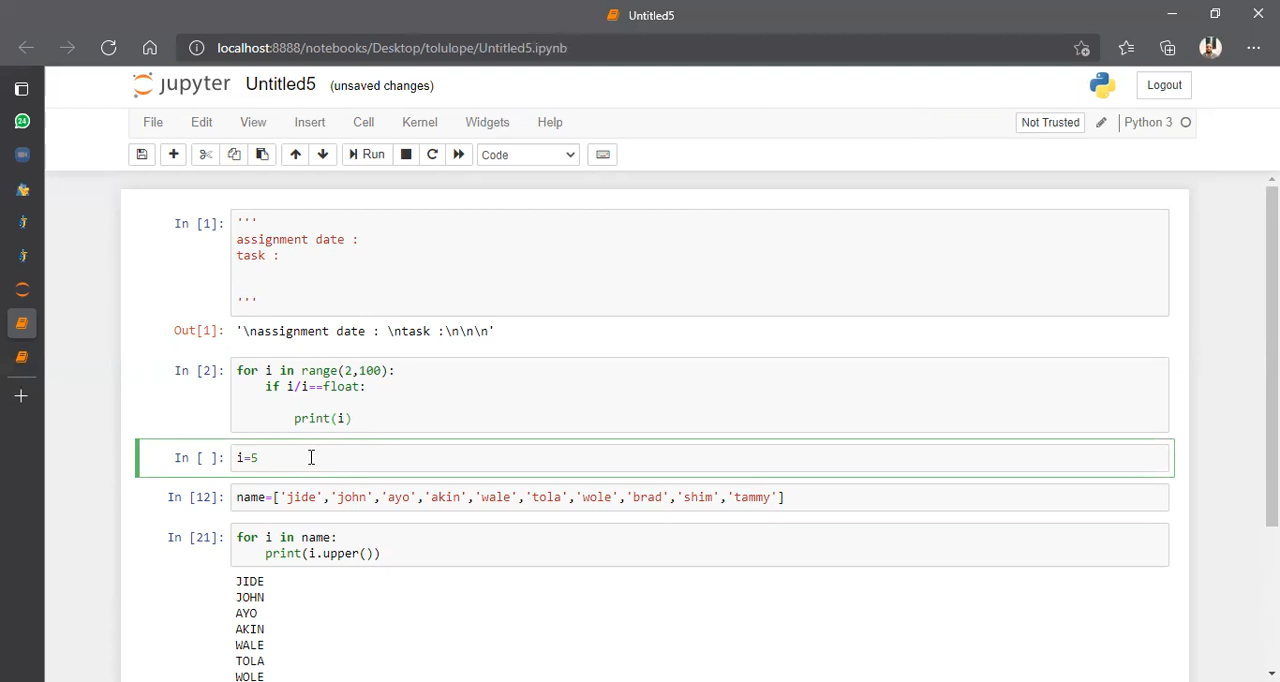 Untitled5
localhost:8888/notebooks/Desktop/tolulope/Untitled5.ipynb
jupyter Untitled5 (unsaved changes)
Logout
24
File Edit View Insert Cell Kernel Widgets Help
Not Trusted Python 3
Run Code
In [1]: '''
assignment date :
task :
'''
Out[1]: '\nassignment date : \ntask :\n\n\n'
In [2]: for i in range(2,100):
if i/i==float:
print(i)
In [ ]: i=5
In [12]: name=['jide','john','ayo','akin','wale','tola','wole','brad','shim','tammy']
In [21]: for i in name:
print(i.upper())
JIDE
JOHN
AYO
AKIN
WALE
TOLA
WOLE